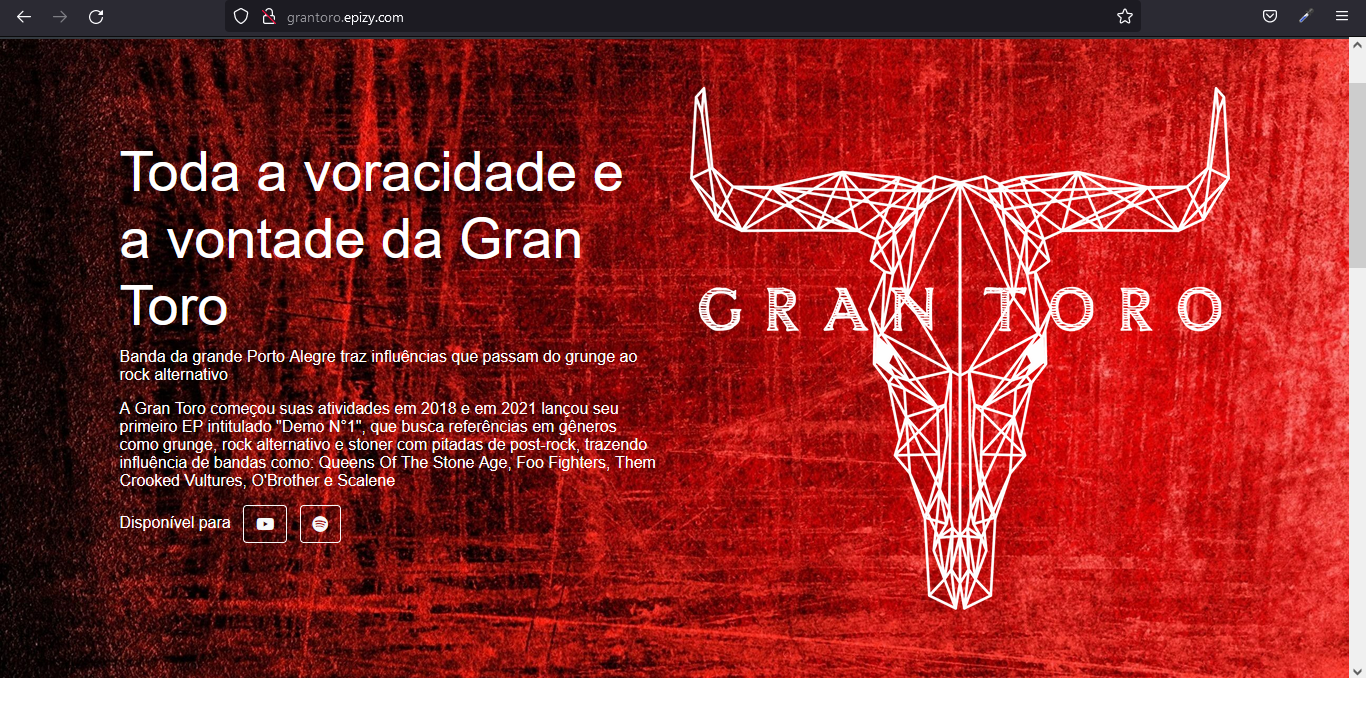 grantoro.epizy.com
Toda a voracidade e
a vontade da Gran
Toro
Banda da grande Porto Alegre traz influências que passam do grunge ao
rock alternativo
A Gran Toro começou suas atividades em 2018 e em 2021 lançou seu
primeiro EP intitulado "Demo N°1", que busca referências em gêneros
como grunge, rock alternativo e stoner com pitadas de post-rock, trazendo
influência de bandas como: Queens Of The Stone Age, Foo Fighters, Them
Crooked Vultures, O'Brother e Scalene
Disponível para
GRAN TORO